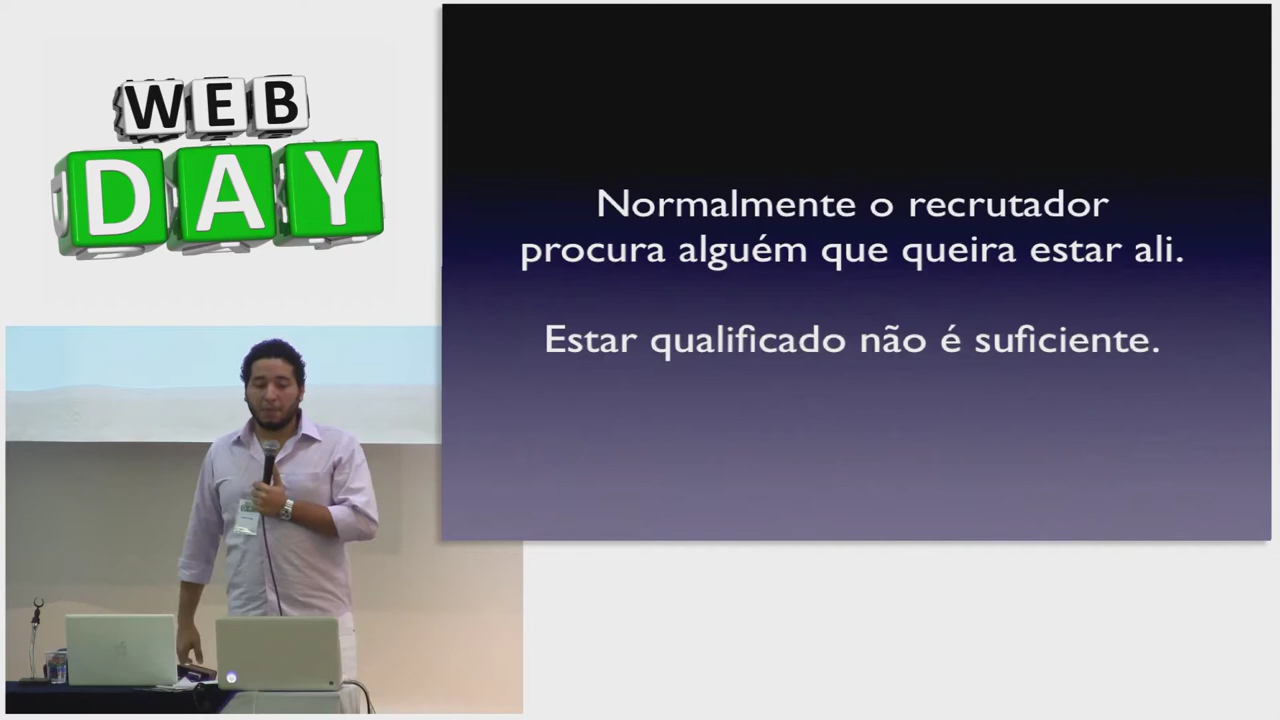 WEB
DAY
Normalmente o recrutador
procura alguém que queira estar ali.
Estar qualificado não é suficiente.